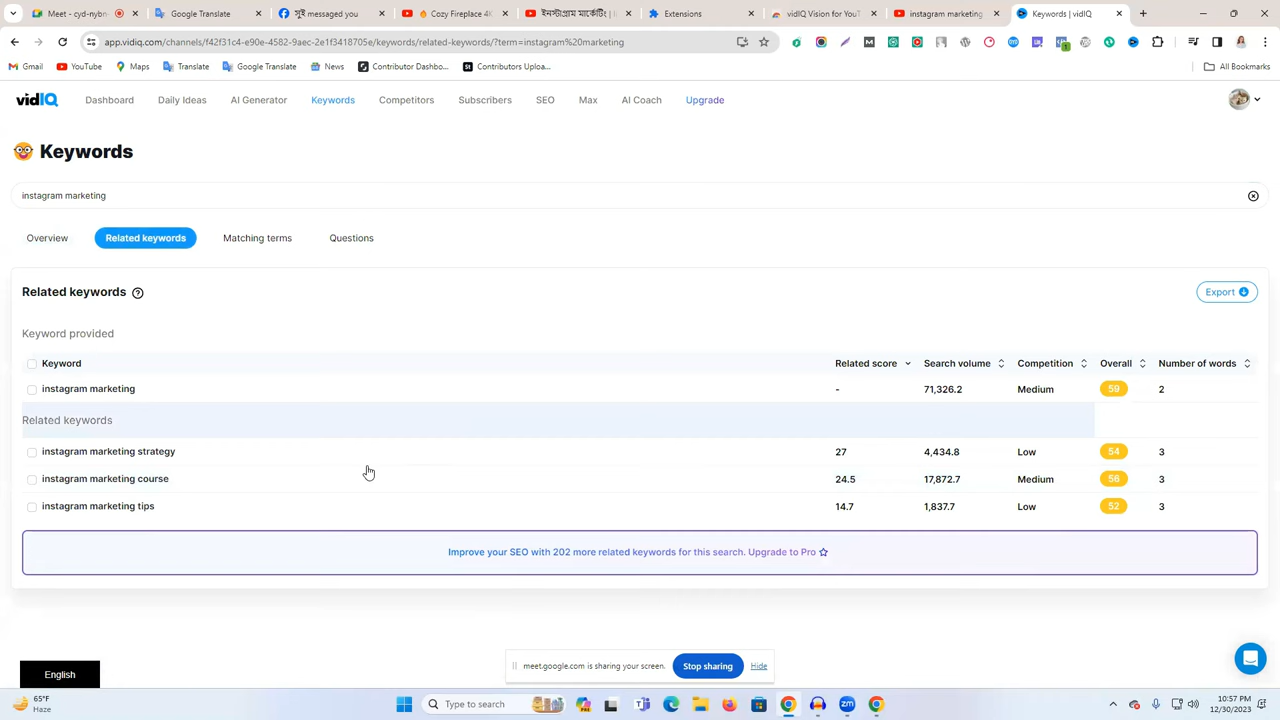 Meet - cyd-nybn
Google Translate
সুই
Cozy Fireplace 4K
ইনস্টাগ্রাম মার্কেটিং |
Extensions
vidIQ Vision for YouT
instagram marketing
Keywords | vidIQ
app.vidiq.com/channels/f42f31c4-e90e-4582-9aec-2e1f3418705e/keywords/related-keywords/?term=instagram%20marketing
Gmail
YouTube
Maps
Translate
Google Translate
News
Contributor Dashbo...
Contributors Uploa...
All Bookmarks
vidIQ
Dashboard
Daily Ideas
AI Generator
Keywords
Competitors
Subscribers
SEO
Max
AI Coach
Upgrade
Keywords
instagram marketing
Overview
Related keywords
Matching terms
Questions
Related keywords
Export
Keyword provided
Keyword Related score Search volume Competition Overall Number of words
instagram marketing - 71,326.2 Medium 59 2
Related keywords
instagram marketing strategy 27 4,434.8 Low 54 3
instagram marketing course 24.5 17,872.7 Medium 56 3
instagram marketing tips 14.7 1,837.7 Low 52 3
Improve your SEO with 202 more related keywords for this search. Upgrade to Pro
meet.google.com is sharing your screen.
Stop sharing
Hide
English
65°F
Haze
Type to search
10:57 PM
12/30/2023